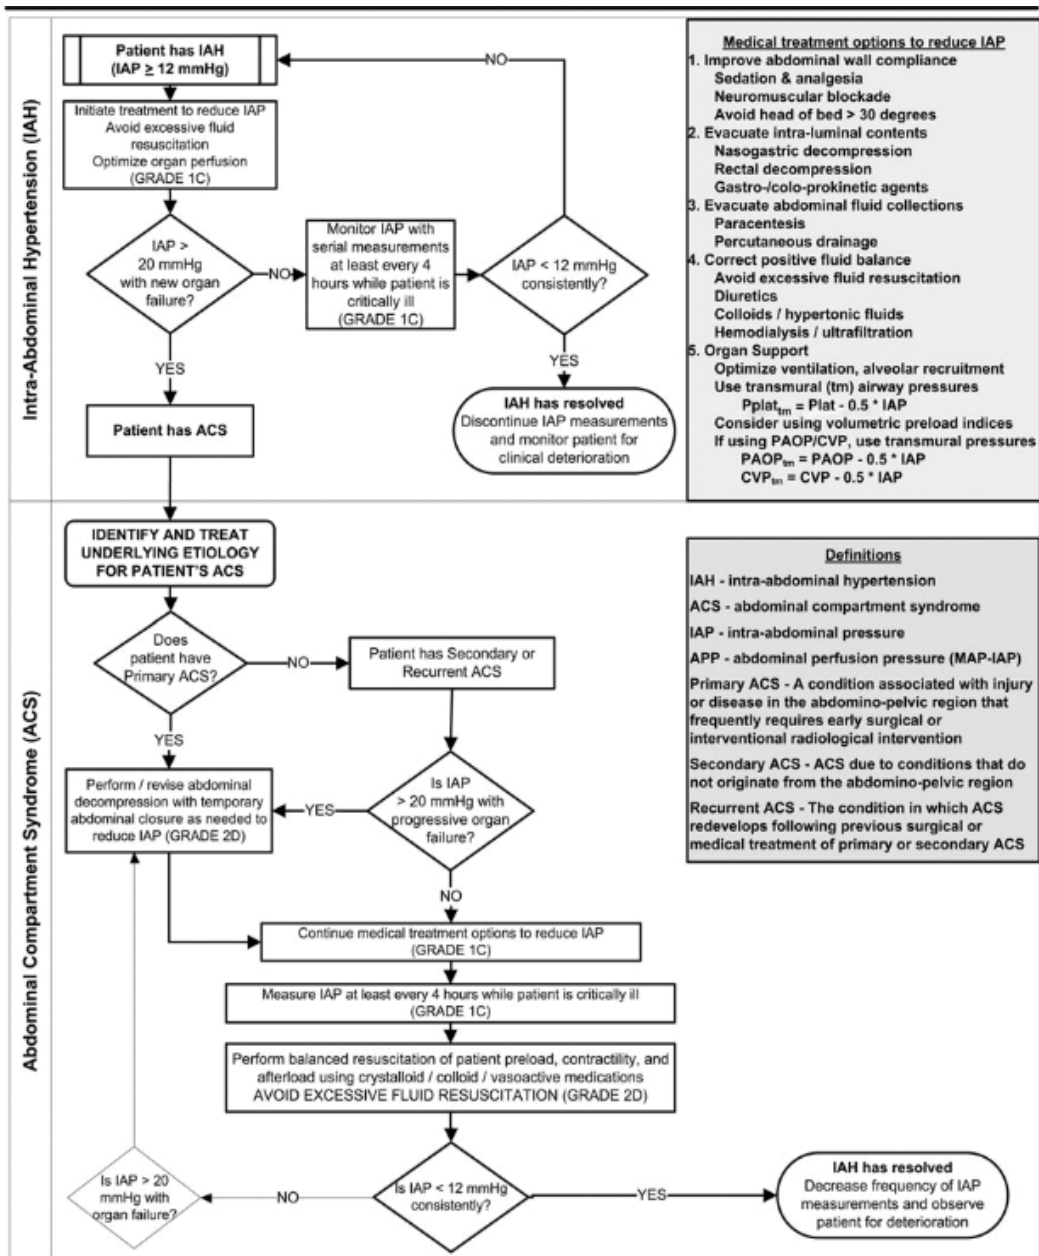 Intra-Abdominal Hypertension (IAH)
Patient has IAH
(IAP ≥ 12 mmHg)
NO
Initiate treatment to reduce IAP
Avoid excessive fluid
resuscitation
Optimize organ perfusion
(GRADE 1C)
IAP >
20 mmHg
with new organ
failure?
NO
Monitor IAP with
serial measurements
at least every 4
hours while patient is
critically ill
(GRADE 1C)
IAP < 12 mmHg
consistently?
YES
YES
Patient has ACS
IAH has resolved
Discontinue IAP measurements
and monitor patient for
clinical deterioration
Medical treatment options to reduce IAP
1. Improve abdominal wall compliance
Sedation & analgesia
Neuromuscular blockade
Avoid head of bed > 30 degrees
2. Evacuate intra-luminal contents
Nasogastric decompression
Rectal decompression
Gastro-/colo-prokinetic agents
3. Evacuate abdominal fluid collections
Paracentesis
Percutaneous drainage
4. Correct positive fluid balance
Avoid excessive fluid resuscitation
Diuretics
Colloids / hypertonic fluids
Hemodialysis / ultrafiltration
5. Organ Support
Optimize ventilation, alveolar recruitment
Use transmural (tm) airway pressures
Pplattm = Plat - 0.5 * IAP
Consider using volumetric preload indices
If using PAOP/CVP, use transmural pressures
PAOPtm = PAOP - 0.5 * IAP
CVPtm = CVP - 0.5 * IAP
Abdominal Compartment Syndrome (ACS)
IDENTIFY AND TREAT
UNDERLYING ETIOLOGY
FOR PATIENT'S ACS
Does
patient have
Primary ACS?
NO
Patient has Secondary or
Recurrent ACS
YES
Perform / revise abdominal
decompression with temporary
abdominal closure as needed to
reduce IAP (GRADE 2D)
YES
Is IAP
> 20 mmHg with
progressive organ
failure?
NO
Continue medical treatment options to reduce IAP
(GRADE 1C)
Measure IAP at least every 4 hours while patient is critically ill
(GRADE 1C)
Perform balanced resuscitation of patient preload, contractility, and
afterload using crystalloid / colloid / vasoactive medications
AVOID EXCESSIVE FLUID RESUSCITATION (GRADE 2D)
Is IAP > 20
mmHg with
organ failure?
NO
Is IAP < 12 mmHg
consistently?
YES
IAH has resolved
Decrease frequency of IAP
measurements and observe
patient for deterioration
Definitions
IAH - intra-abdominal hypertension
ACS - abdominal compartment syndrome
IAP - intra-abdominal pressure
APP - abdominal perfusion pressure (MAP-IAP)
Primary ACS - A condition associated with injury
or disease in the abdomino-pelvic region that
frequently requires early surgical or
interventional radiological intervention
Secondary ACS - ACS due to conditions that do
not originate from the abdomino-pelvic region
Recurrent ACS - The condition in which ACS
redevelops following previous surgical or
medical treatment of primary or secondary ACS